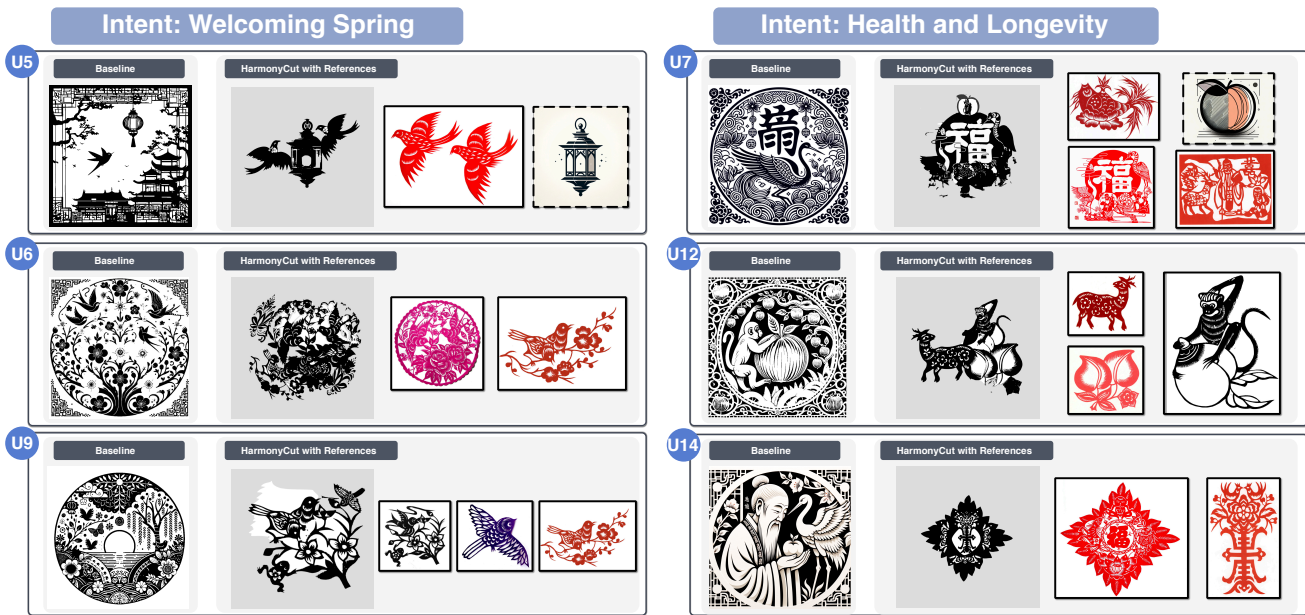 Intent: Welcoming Spring
U5
Baseline
HarmonyCut with References
U6
Baseline
HarmonyCut with References
U9
Baseline
HarmonyCut with References
Intent: Health and Longevity
U7
Baseline
HarmonyCut with References
福
福
U12
Baseline
HarmonyCut with References
U14
Baseline
HarmonyCut with References
福